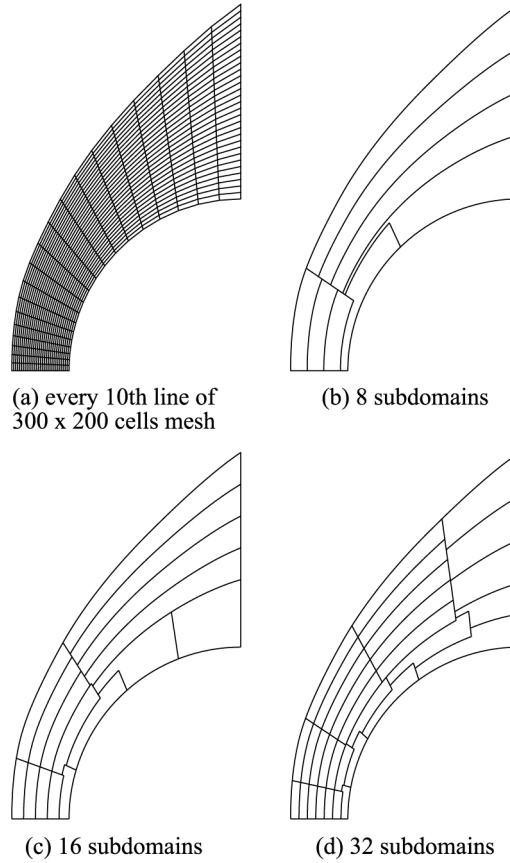 (a) every 10th line of
300 x 200 cells mesh
(b) 8 subdomains
(c) 16 subdomains
(d) 32 subdomains